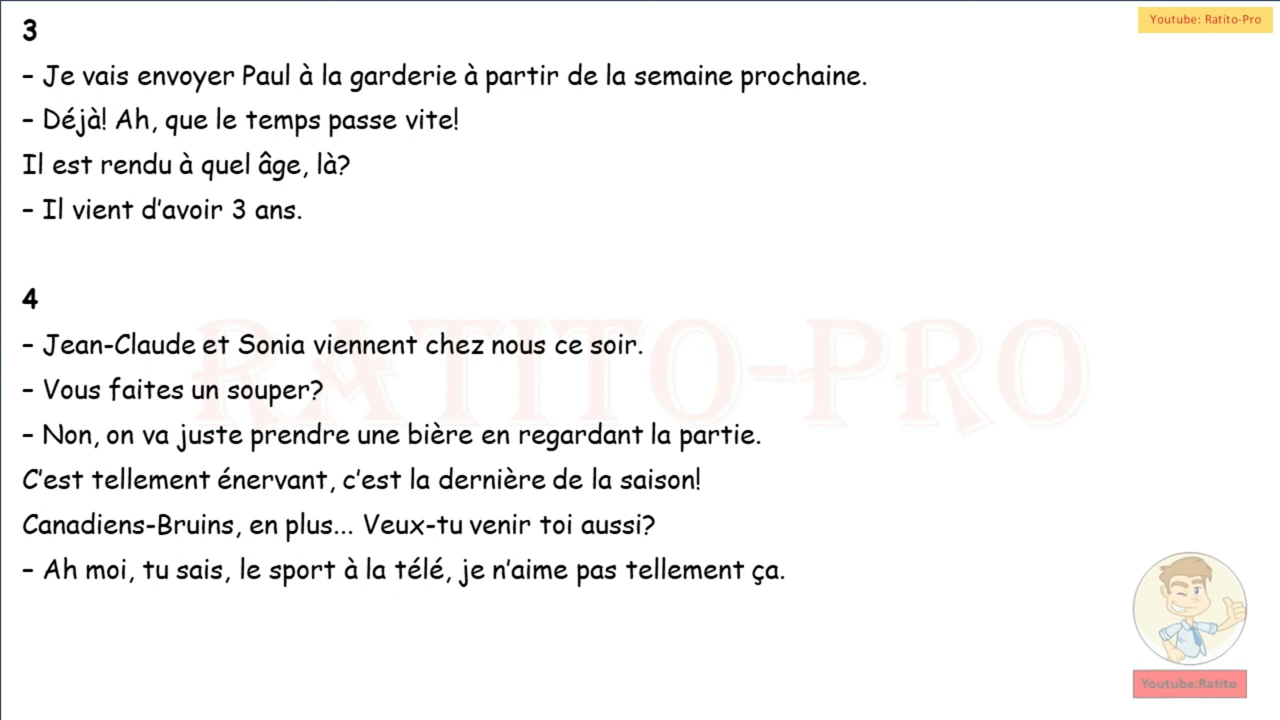 Youtube: Ratito-Pro
3
– Je vais envoyer Paul à la garderie à partir de la semaine prochaine.
– Déjà! Ah, que le temps passe vite!
Il est rendu à quel âge, là?
– Il vient d’avoir 3 ans.
4
– Jean-Claude et Sonia viennent chez nous ce soir.
– Vous faites un souper?
– Non, on va juste prendre une bière en regardant la partie.
C’est tellement énervant, c’est la dernière de la saison!
Canadiens-Bruins, en plus... Veux-tu venir toi aussi?
– Ah moi, tu sais, le sport à la télé, je n’aime pas tellement ça.
RATITO-PRO
Youtube:Ratito